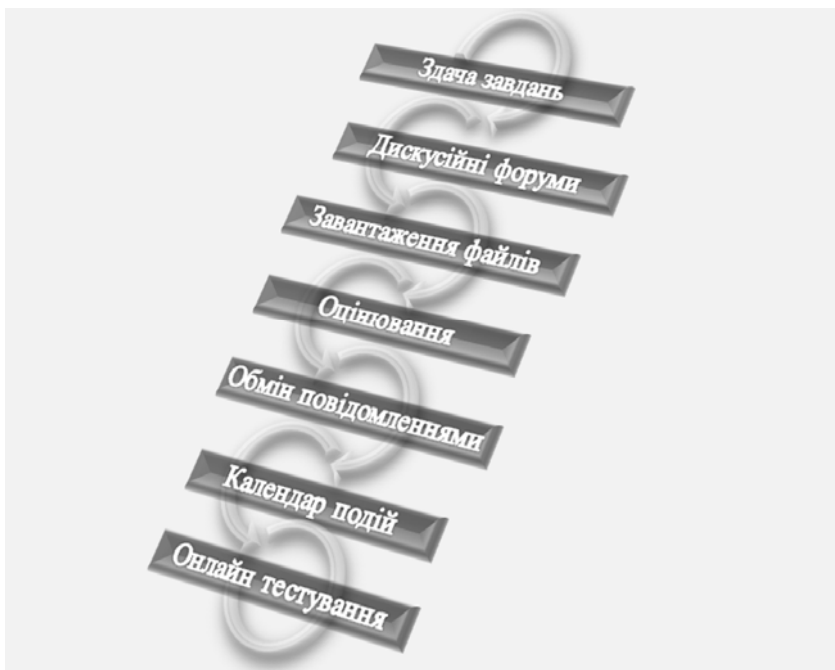 Здача завдань
Дискусійні форуми
Завантаження файлів
Оцінювання
Обмін повідомленнями
Календар подій
Онлайн тестування